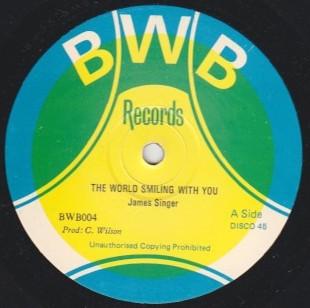 BWB
Records
THE WORLD SMILING WITH YOU
James Singer
BWB004
A Side
Prod: C. Wilson
DISCO 45
Unauthorised Copying Prohibited